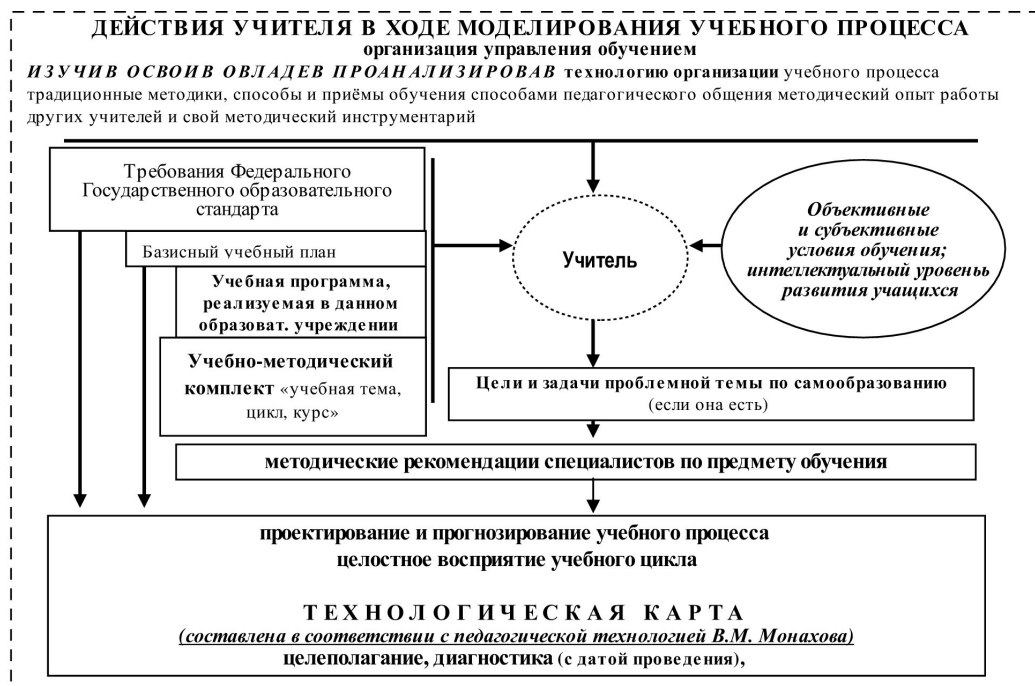 ДЕЙСТВИЯ УЧИТЕЛЯ В ХОДЕ МОДЕЛИРОВАНИЯ УЧЕБНОГО ПРОЦЕССА
организация управления обучением
ИЗУЧИВ ОСВОИВ ОВЛАДЕВ ПРОАНАЛИЗИРОВАВ технологию организации учебного процесса
традиционные методики, способы и приёмы обучения способами педагогического общения методический опыт работы
других учителей и свой методический инструментарий
Требования Федерального
Государственного образовательного
стандарта
Базисный учебный план
Учебная программа,
реализуемая в данном
образоват. учреждении
Учебно-методический
комплект «учебная тема,
цикл, курс»
Учитель
Объективные
и субъективные
условия обучения;
интеллектуальный уровеньь
развития учащихся
Цели и задачи проблемной темы по самообразованию
(если она есть)
методические рекомендации специалистов по предмету обучения
проектирование и прогнозирование учебного процесса
целостное восприятие учебного цикла
ТЕХНОЛОГИЧЕСКАЯ КАРТА
(составлена в соответствии с педагогической технологией В.М. Монахова)
целеполагание, диагностика (с датой проведения),